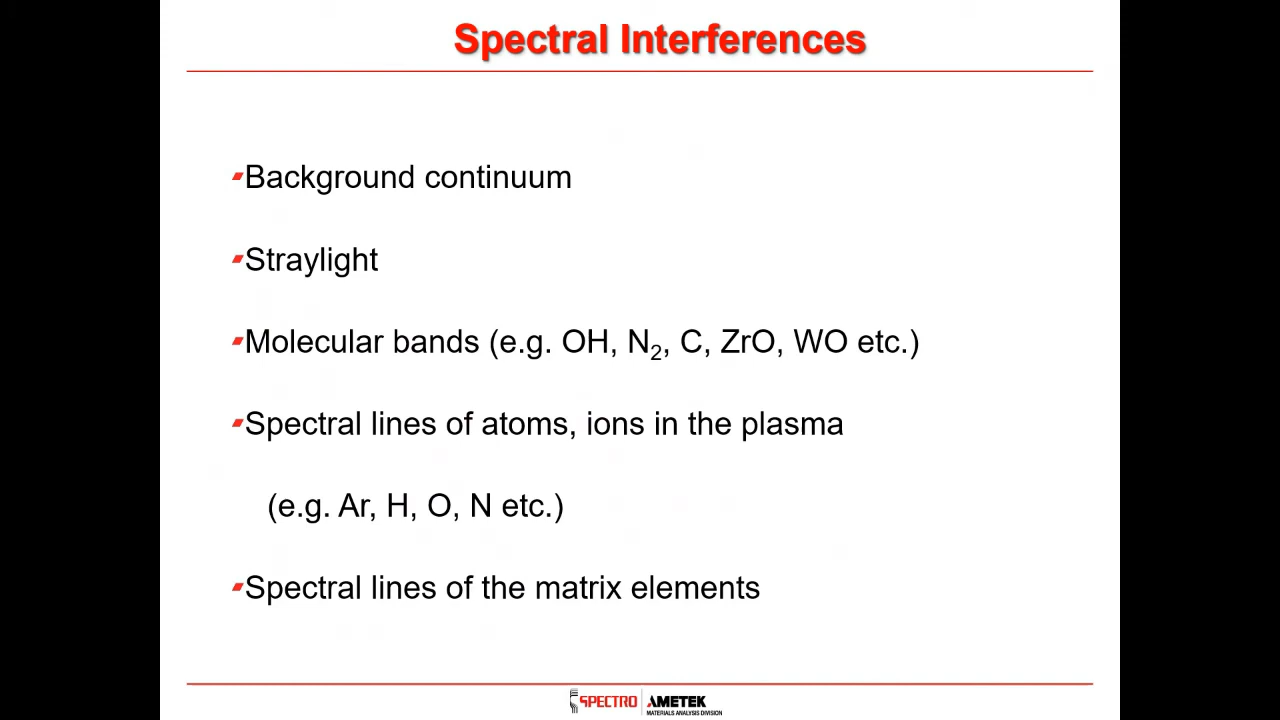 Spectral Interferences
Background continuum
Straylight
Molecular bands (e.g. OH, N₂, C, ZrO, WO etc.)
Spectral lines of atoms, ions in the plasma
(e.g. Ar, H, O, N etc.)
Spectral lines of the matrix elements
SPECTRO AMETEK
MATERIALS ANALYSIS DIVISION